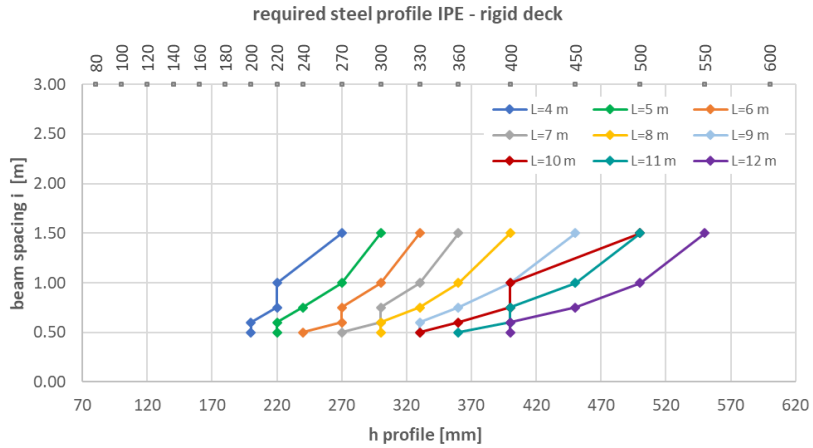 required steel profile IPE - rigid deck
80 100 120 140 160 180 200 220 240 270 300 330 360 400 450 500 550 600
3.00
2.50
2.00
1.50
1.00
0.50
0.00
beam spacing i [m]
L=4 m L=5 m L=6 m
L=7 m L=8 m L=9 m
L=10 m L=11 m L=12 m
70 120 170 220 270 320 370 420 470 520 570 620
h profile [mm]